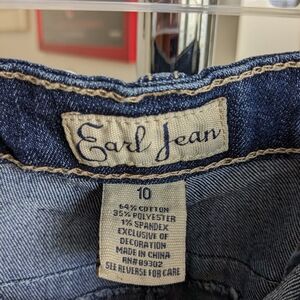 Earl Jean
10
64% COTTON
35% POLYESTER
1% SPANDEX
EXCLUSIVE OF
DECORATION
MADE IN CHINA
RN#89302
SEE REVERSE FOR CARE